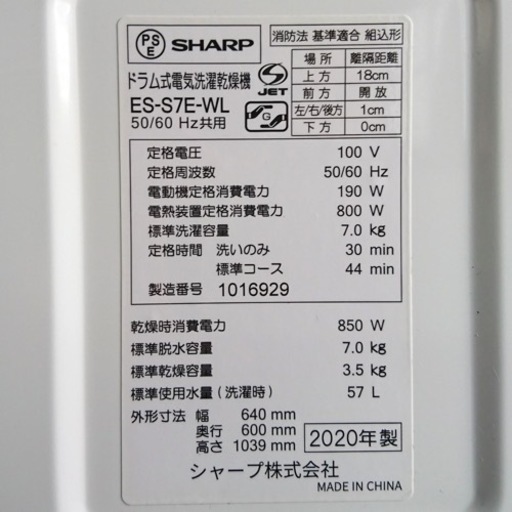 PSE SHARP
ドラム式電気洗濯乾燥機
ES-S7E-WL
50/60 Hz共用
S JET
G
消防法 基準適合 組込形
場所 離隔距離
上方 18cm
前方 開放
左/右/後方 1cm
下方 0cm
定格電圧 100 V
定格周波数 50/60 Hz
電動機定格消費電力 190 W
電熱装置定格消費電力 800 W
標準洗濯容量 7.0 kg
定格時間 洗いのみ 30 min
標準コース 44 min
製造番号 1016929
乾燥時消費電力 850 W
標準脱水容量 7.0 kg
標準乾燥容量 3.5 kg
標準使用水量(洗濯時) 57 L
外形寸法 幅 640 mm
奥行 600 mm
高さ 1039 mm
2020年製
シャープ株式会社
MADE IN CHINA